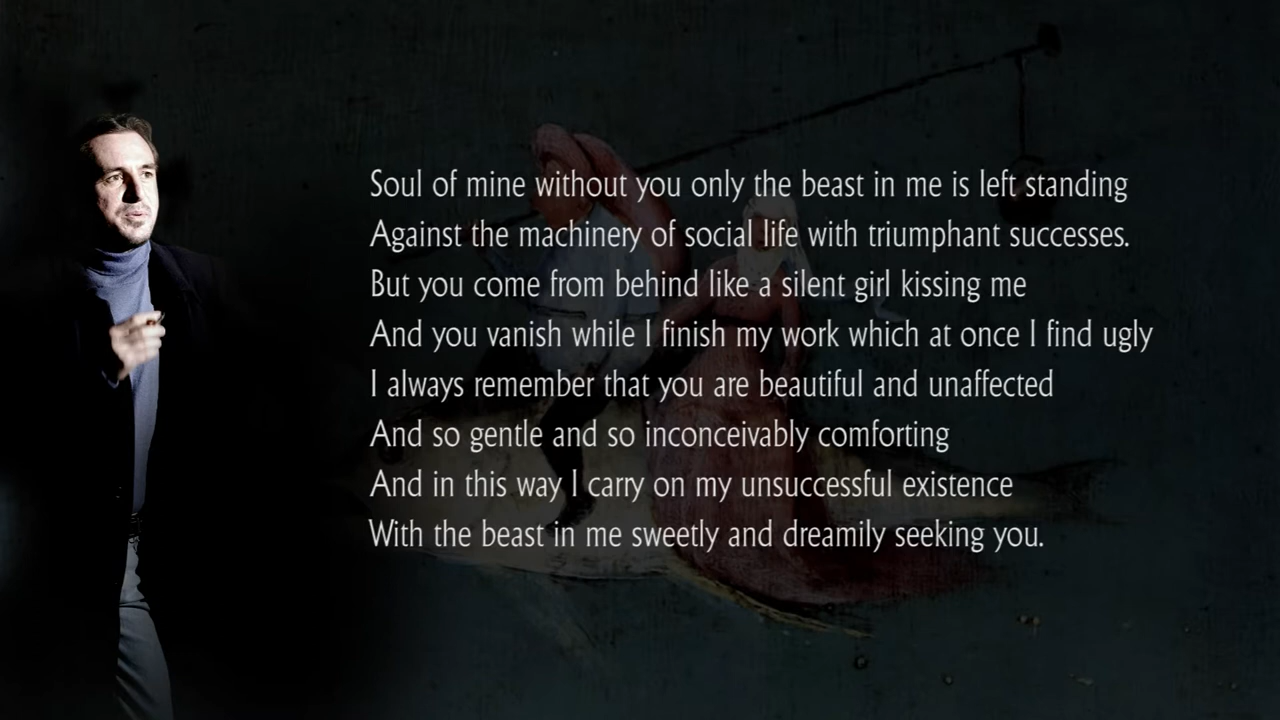 Soul of mine without you only the beast in me is left standing
Against the machinery of social life with triumphant successes.
But you come from behind like a silent girl kissing me
And you vanish while I finish my work which at once I find ugly
I always remember that you are beautiful and unaffected
And so gentle and so inconceivably comforting
And in this way I carry on my unsuccessful existence
With the beast in me sweetly and dreamily seeking you.